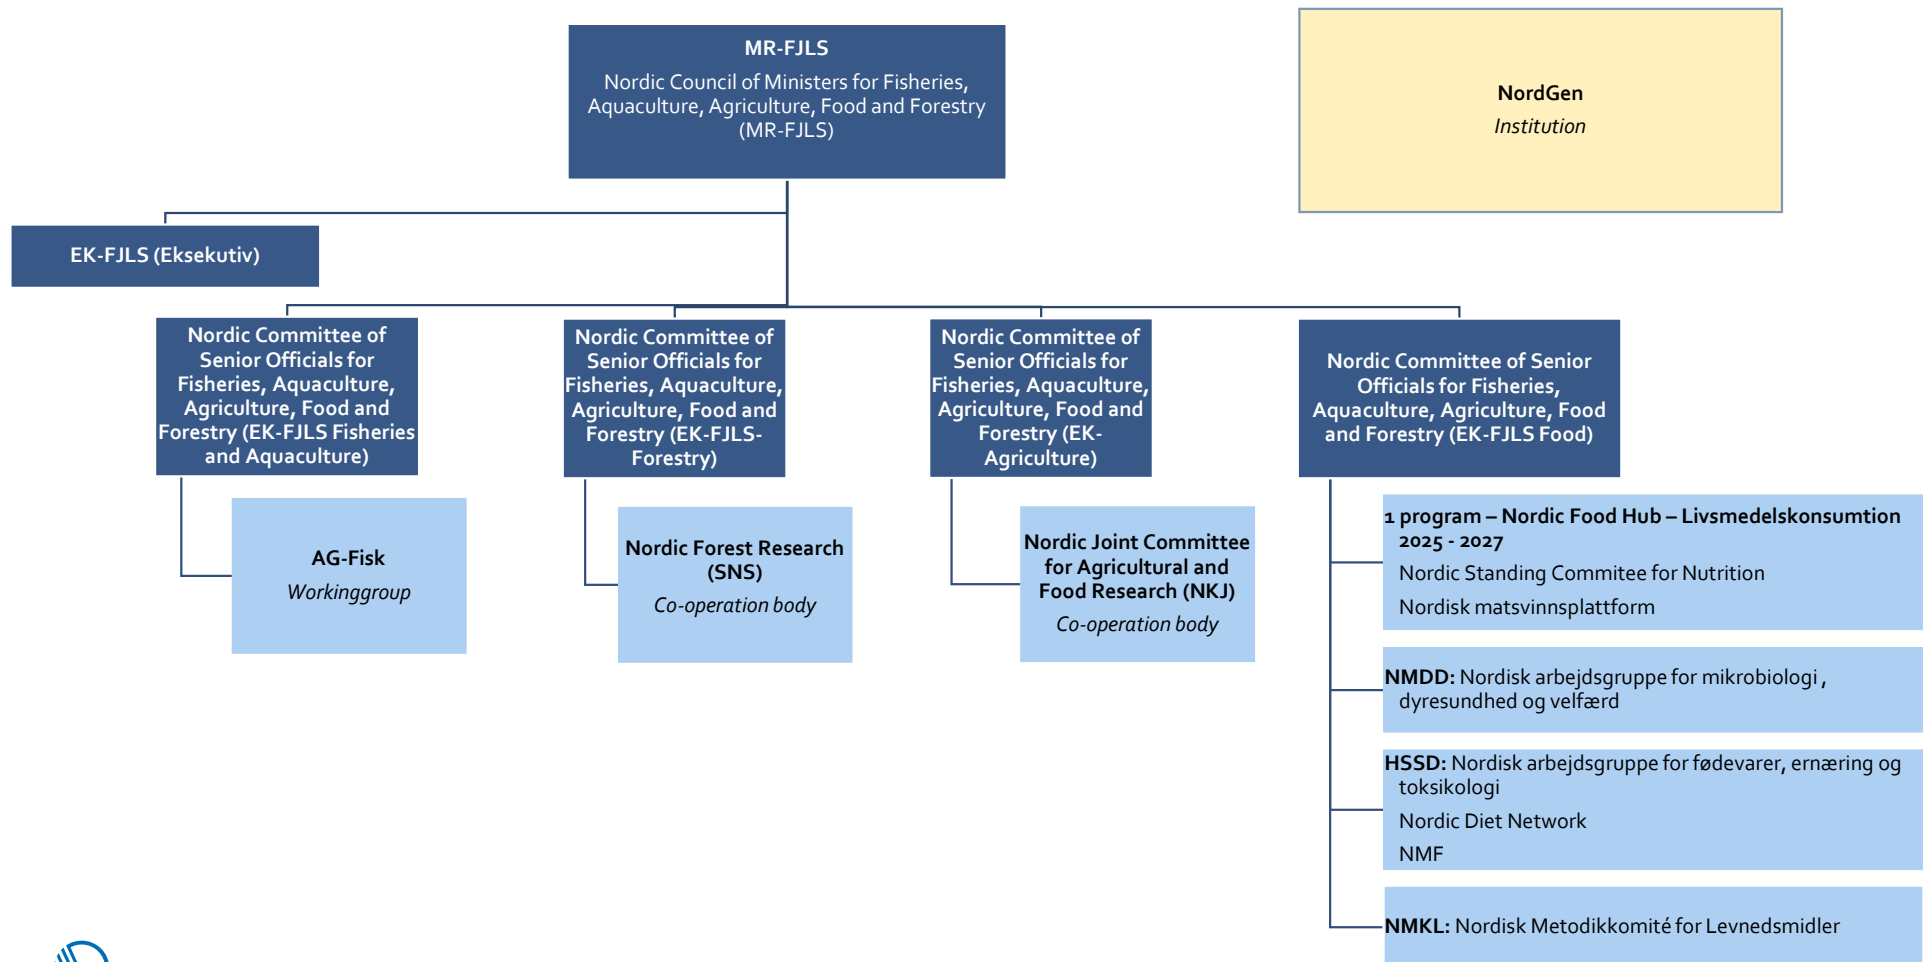 MR-FJLS
Nordic Council of Ministers for Fisheries,
Aquaculture, Agriculture, Food and Forestry
(MR-FJLS)
NordGen
Institution
EK-FJLS (Eksekutiv)
Nordic Committee of
Senior Officials for
Fisheries, Aquaculture,
Agriculture, Food and
Forestry (EK-FJLS Fisheries
and Aquaculture)
Nordic Committee of
Senior Officials for
Fisheries, Aquaculture,
Agriculture, Food and
Forestry (EK-FJLS-
Forestry)
Nordic Committee of
Senior Officials for
Fisheries, Aquaculture,
Agriculture, Food and
Forestry (EK-
Agriculture)
Nordic Committee of Senior
Officials for Fisheries,
Aquaculture, Agriculture, Food
and Forestry (EK-FJLS Food)
AG-Fisk
Workinggroup
Nordic Forest Research
(SNS)
Co-operation body
Nordic Joint Committee
for Agricultural and
Food Research (NKJ)
Co-operation body
1 program – Nordic Food Hub – Livsmedelskonsumtion
2025 - 2027
Nordic Standing Commitee for Nutrition
Nordisk matsvinnsplattform
NMDD: Nordisk arbejdsgruppe for mikrobiologi ,
dyresundhed og velfærd
HSSD: Nordisk arbejdsgruppe for fødevarer, ernæring og
toksikologi
Nordic Diet Network
NMF
NMKL: Nordisk Metodikkomité for Levnedsmidler